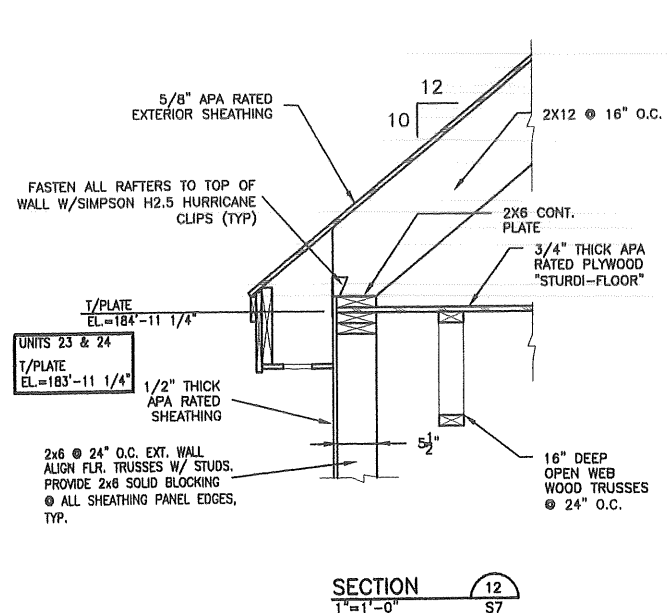 5/8" APA RATED
EXTERIOR SHEATHING
12
10
2X12 @ 16" O.C.
FASTEN ALL RAFTERS TO TOP OF
WALL W/SIMPSON H2.5 HURRICANE
CLIPS (TYP)
2X6 CONT.
PLATE
3/4" THICK APA
RATED PLYWOOD
"STURDI-FLOOR"
T/PLATE
EL.=184'-11 1/4"
UNITS 23 & 24
T/PLATE
EL.=183'-11 1/4"
1/2" THICK
APA RATED
SHEATHING
2x6 @ 24" O.C. EXT. WALL
ALIGN FLR. TRUSSES W/ STUDS.
PROVIDE 2x6 SOLID BLOCKING
@ ALL SHEATHING PANEL EDGES,
TYP.
5 1/2"
16" DEEP
OPEN WEB
WOOD TRUSSES
@ 24" O.C.
SECTION
1"=1'-0"
12
S7